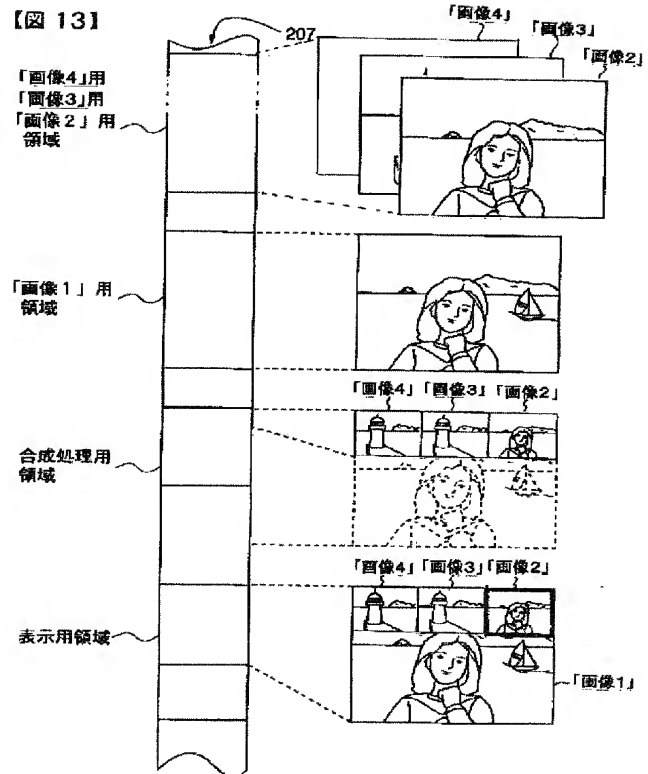 【図 13】
207
「画像4」
「画像3」
「画像2」
「画像4」用
「画像3」用
「画像2」用
領域
「画像1」用
領域
「画像4」「画像3」「画像2」
合成処理用
領域
「画像4」「画像3」「画像2」
表示用領域
「画像1」